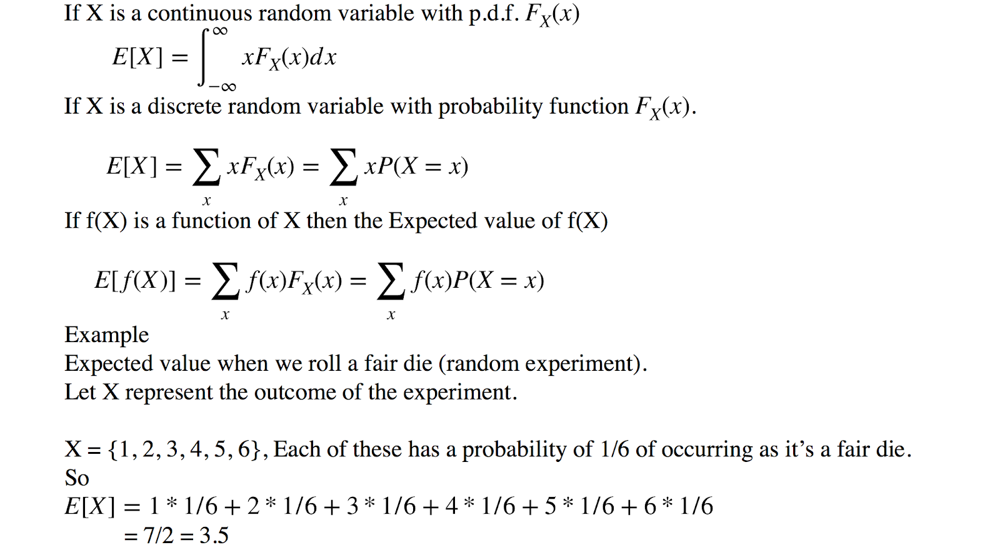 If X is a continuous random variable with p.d.f. $F_X(x)$
$E[X] = \int_{-\infty}^{\infty} xF_X(x)dx$
If X is a discrete random variable with probability function $F_X(x)$.
$E[X] = \sum_x xF_X(x) = \sum_x xP(X = x)$
If f(X) is a function of X then the Expected value of f(X)
$E[f(X)] = \sum_x f(x)F_X(x) = \sum_x f(x)P(X = x)$
Example
Expected value when we roll a fair die (random experiment).
Let X represent the outcome of the experiment.
X = {1, 2, 3, 4, 5, 6}, Each of these has a probability of 1/6 of occurring as it’s a fair die.
So
$E[X] = 1 * 1/6 + 2 * 1/6 + 3 * 1/6 + 4 * 1/6 + 5 * 1/6 + 6 * 1/6$
= 7/2 = 3.5